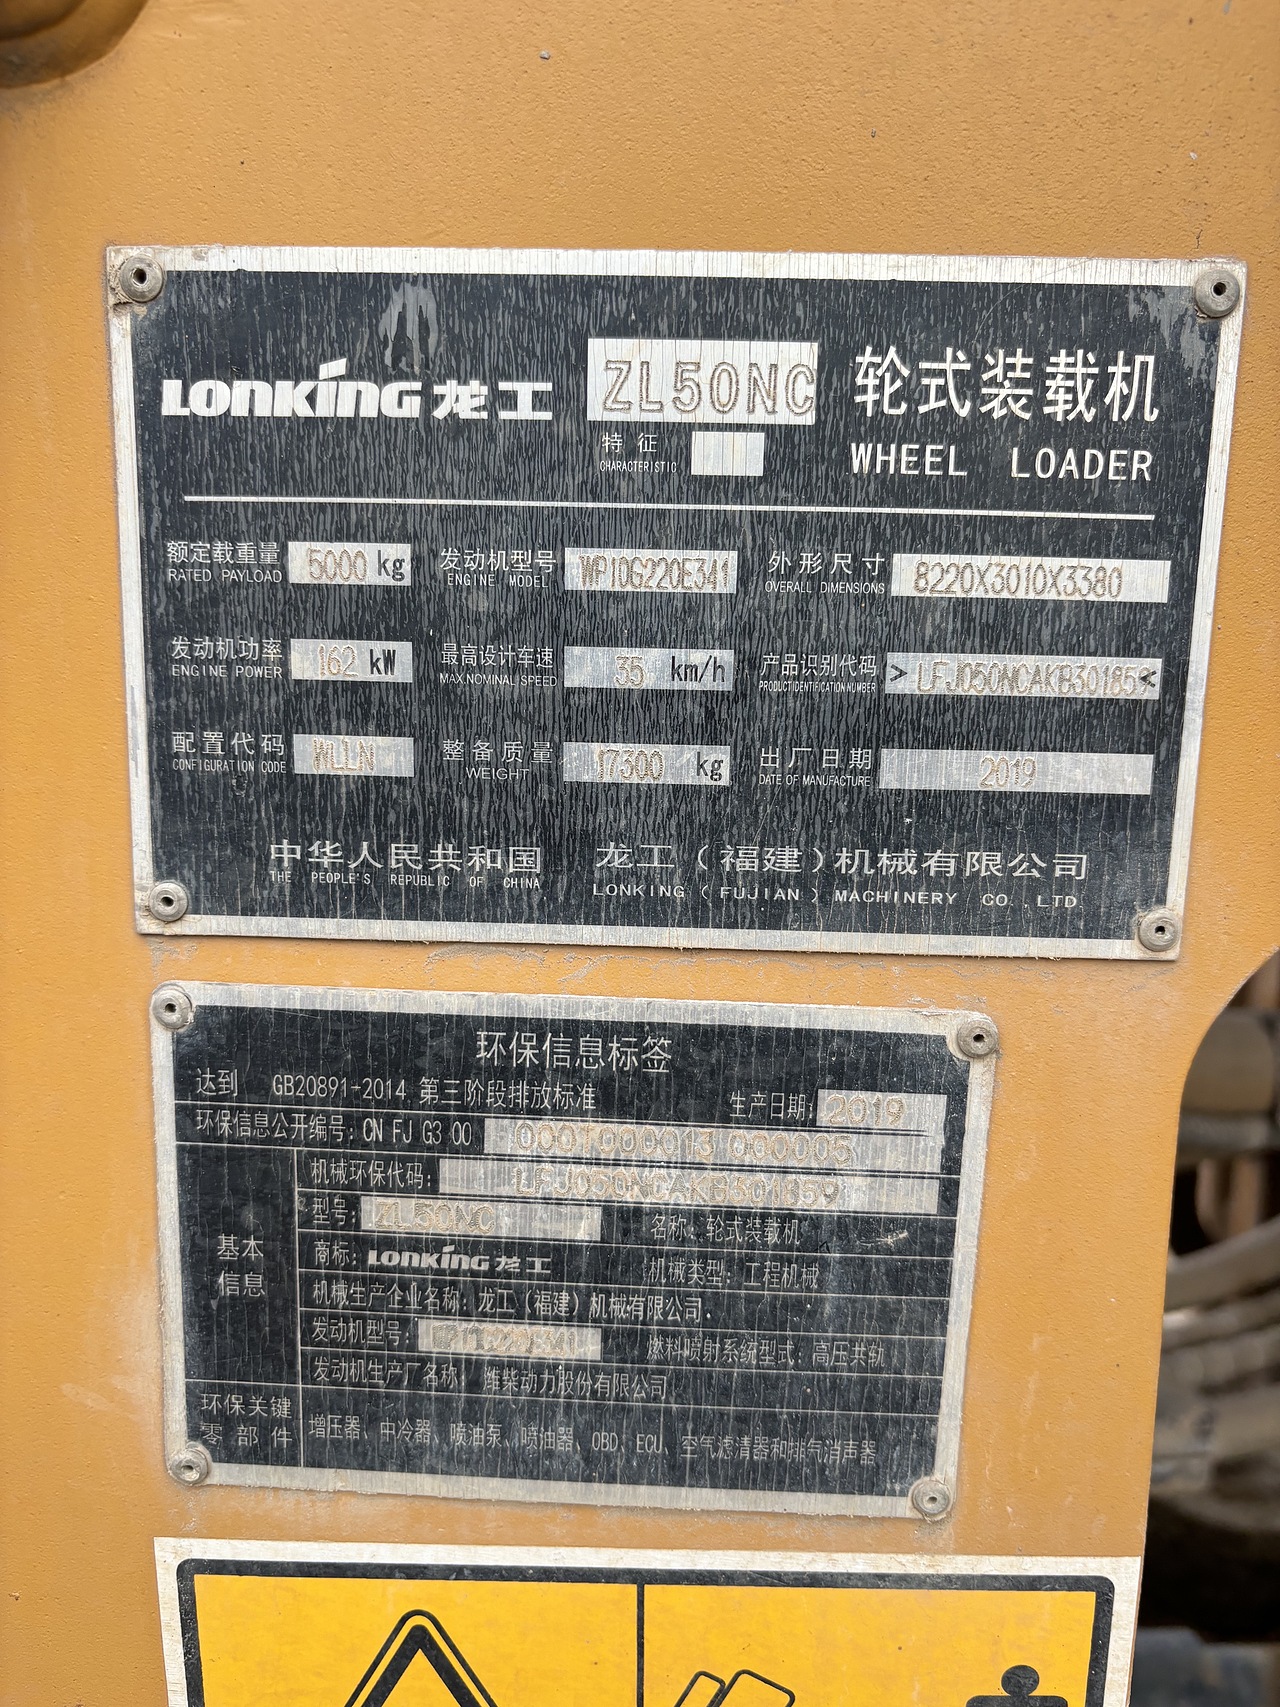 LONKING 龙工 ZL50NC 轮式装载机
特征
CHARACTERISTIC
WHEEL LOADER
额定载重量 5000 kg 发动机型号 WP10G220E341 外形尺寸 8220X3010X3380
RATED PAYLOAD ENGINE MODEL OVERALL DIMENSIONS
发动机功率 162 kW 最高设计车速 35 km/h 产品识别代码 > LFJ050NCAKB301859<
ENGINE POWER MAX.NOMINAL SPEED PRODUCT IDENTIFICATION NUMBER
配置代码 WLLN 整备质量 17300 kg 出厂日期 2019
CONFIGURATION CODE WEIGHT DATE OF MANUFACTURE
中华人民共和国 龙工（福建）机械有限公司
THE PEOPLE'S REPUBLIC OF CHINA LONKING (FUJIAN) MACHINERY CO.,LTD.
环保信息标签
达到 GB20891-2014 第三阶段排放标准 生产日期: 2019
环保信息公开编号: CN FJ G3 00 0001000013 000005
基本信息
机械环保代码: LFJ050NCAKB301859
型号: ZL50NC 名称: 轮式装载机
商标: LONKING 龙工 机械类型: 工程机械
机械生产企业名称: 龙工（福建）机械有限公司.
发动机型号: WP10G220E341 燃料喷射系统型式: 高压共轨
发动机生产厂名称: 潍柴动力股份有限公司
环保关键零部件 增压器、中冷器、喷油泵、喷油器、OBD、ECU、空气滤清器和排气消声器